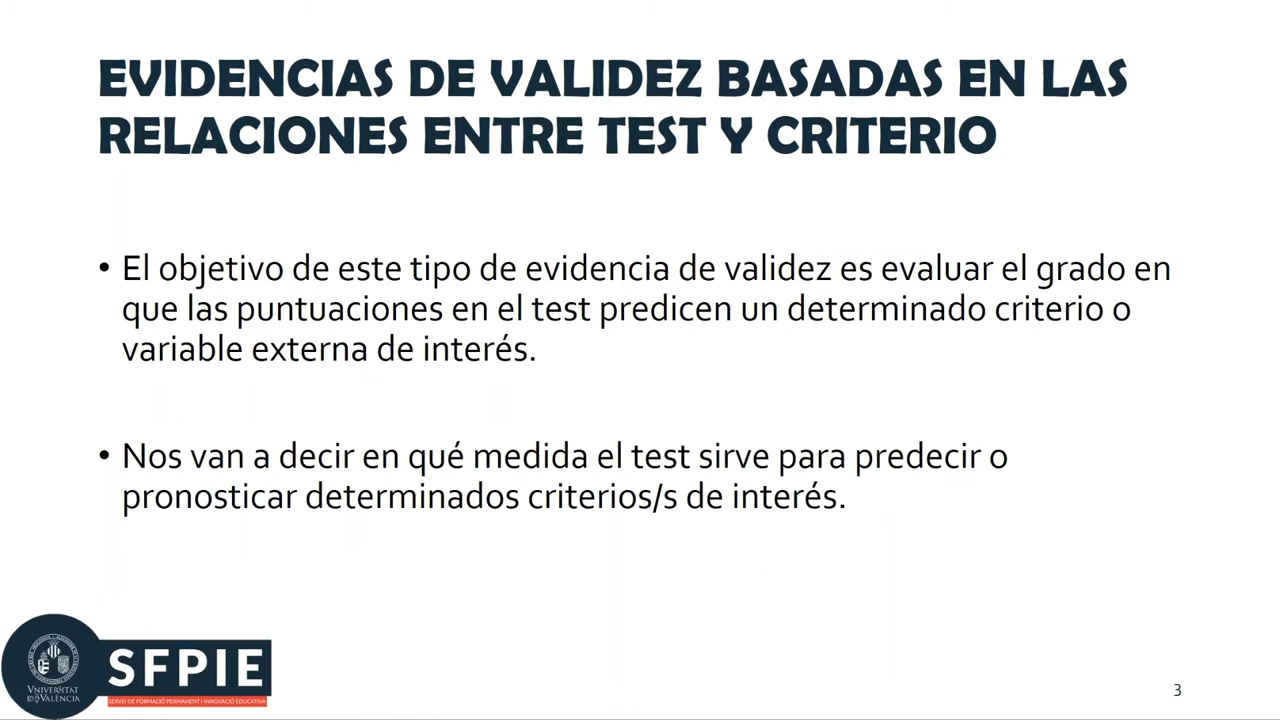 EVIDENCIAS DE VALIDEZ BASADAS EN LAS
RELACIONES ENTRE TEST Y CRITERIO
• El objetivo de este tipo de evidencia de validez es evaluar el grado en
que las puntuaciones en el test predicen un determinado criterio o
variable externa de interés.
• Nos van a decir en qué medida el test sirve para predecir o
pronosticar determinados criterios/s de interés.
VNIVERSITAT
ID VALÈNCIA
SFPIE
SERVEI DE FORMACIÓ PERMANENT I INNOVACIÓ EDUCATIVA
3